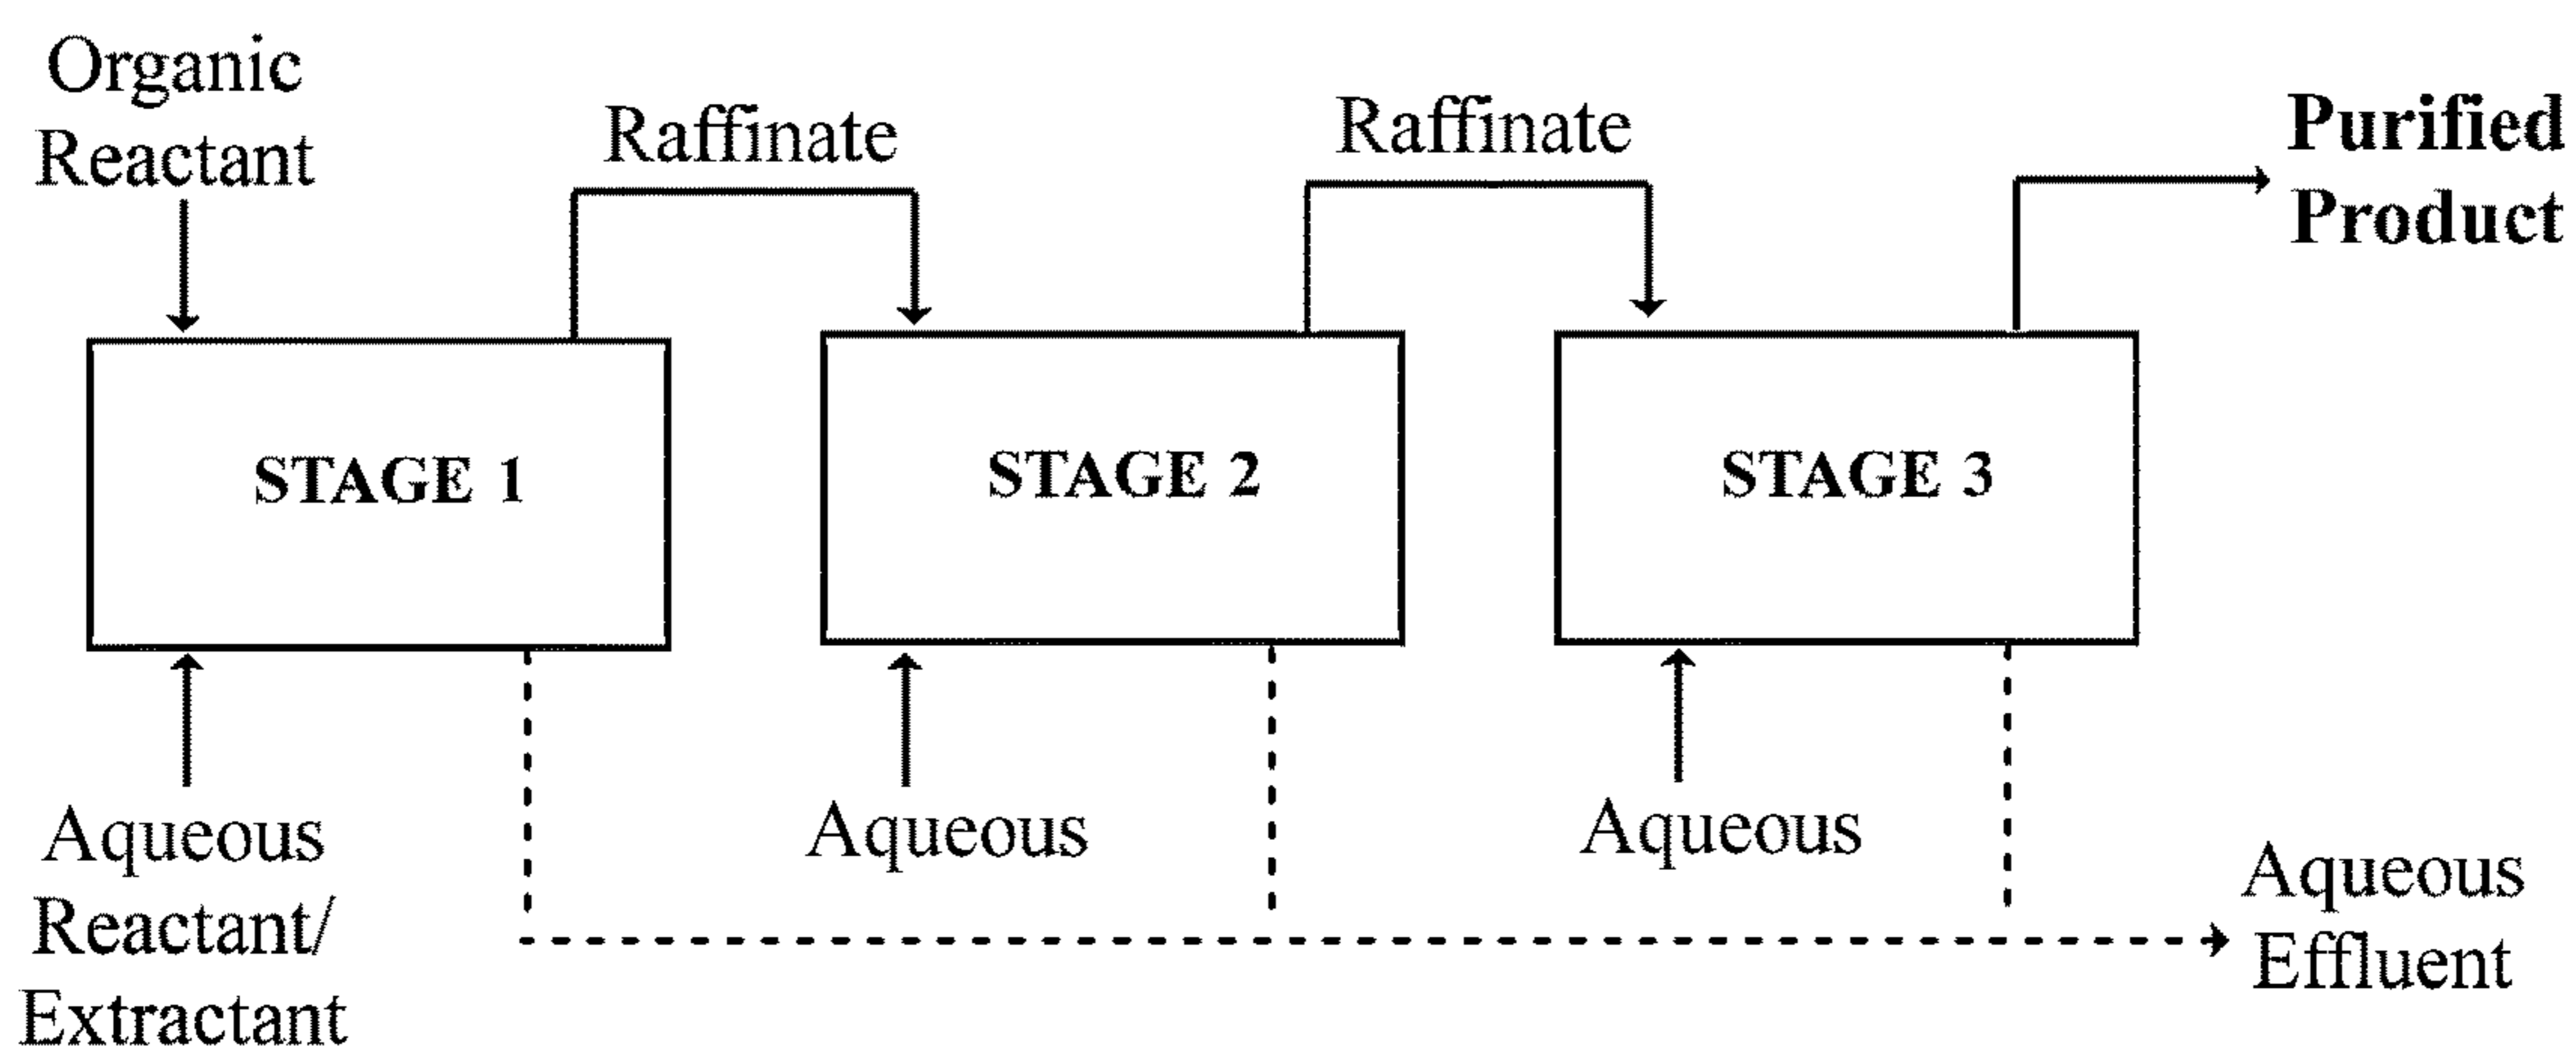 Organic
Reactant
Raffinate
Raffinate
Purified
Product
STAGE 1
STAGE 2
STAGE 3
Aqueous
Reactant/
Extractant
Aqueous
Aqueous
Aqueous
Effluent